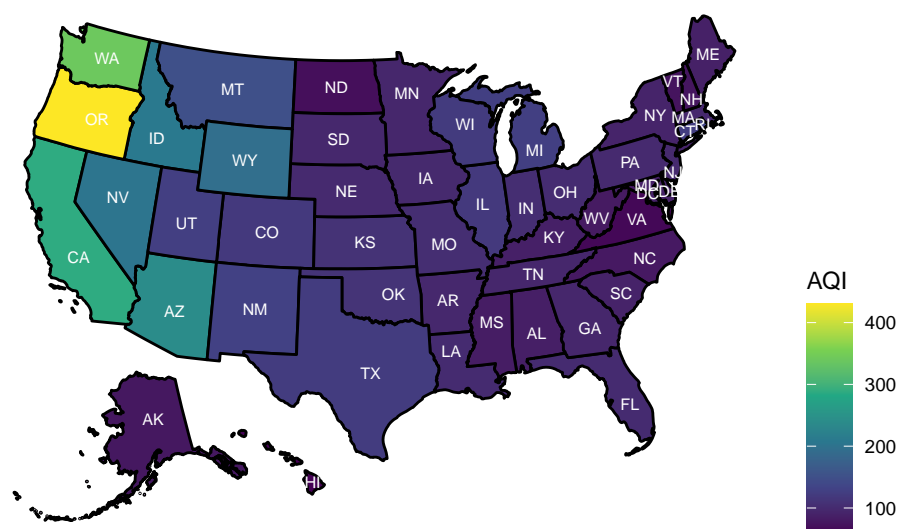 WA
MT
ND
MN
ME
VT
NH
OR
ID
SD
WI
MI
NY
MA
RI
CT
WY
NE
IA
PA
NJ
NV
UT
CO
KS
MO
IL
IN
OH
WV
MD
DC
DE
VA
CA
AZ
NM
OK
AR
KY
TN
NC
SC
TX
LA
MS
AL
GA
FL
AK
HI
AQI
400
300
200
100